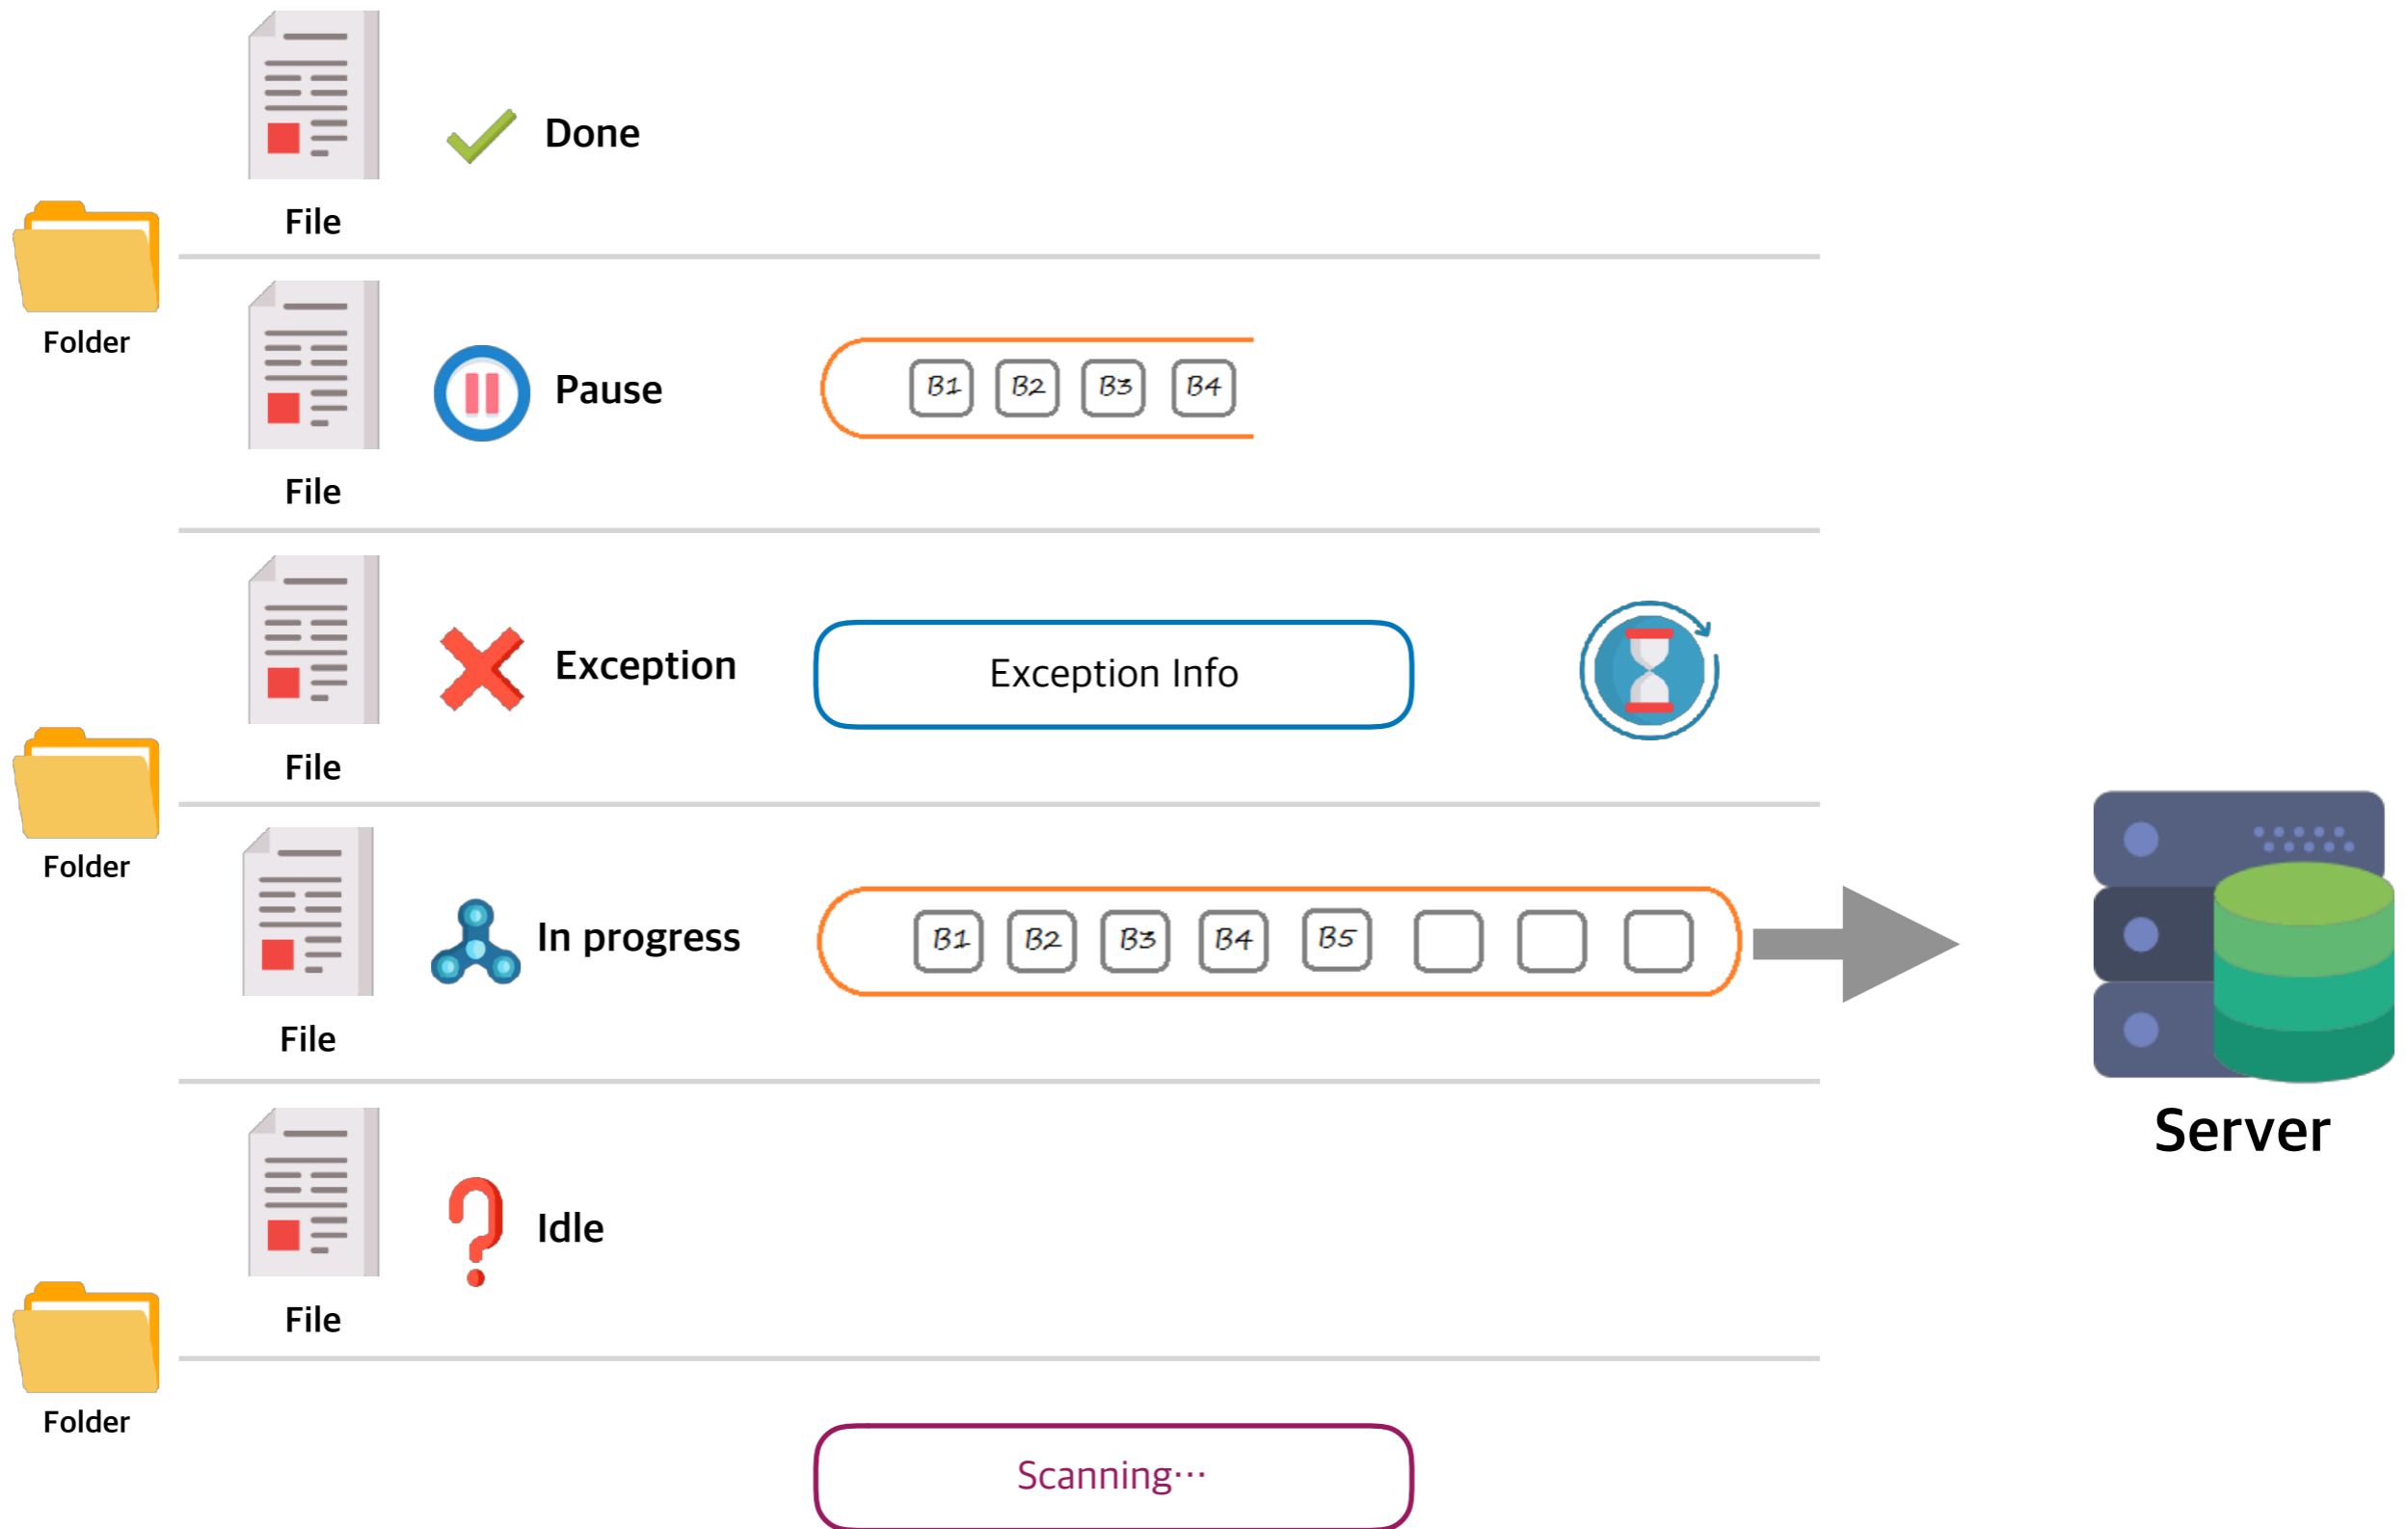 Done
File
Folder
Pause
B1 B2 B3 B4
File
Exception
Exception Info
File
Folder
In progress
B1 B2 B3 B4 B5
File
Server
Idle
File
Folder
Scanning···